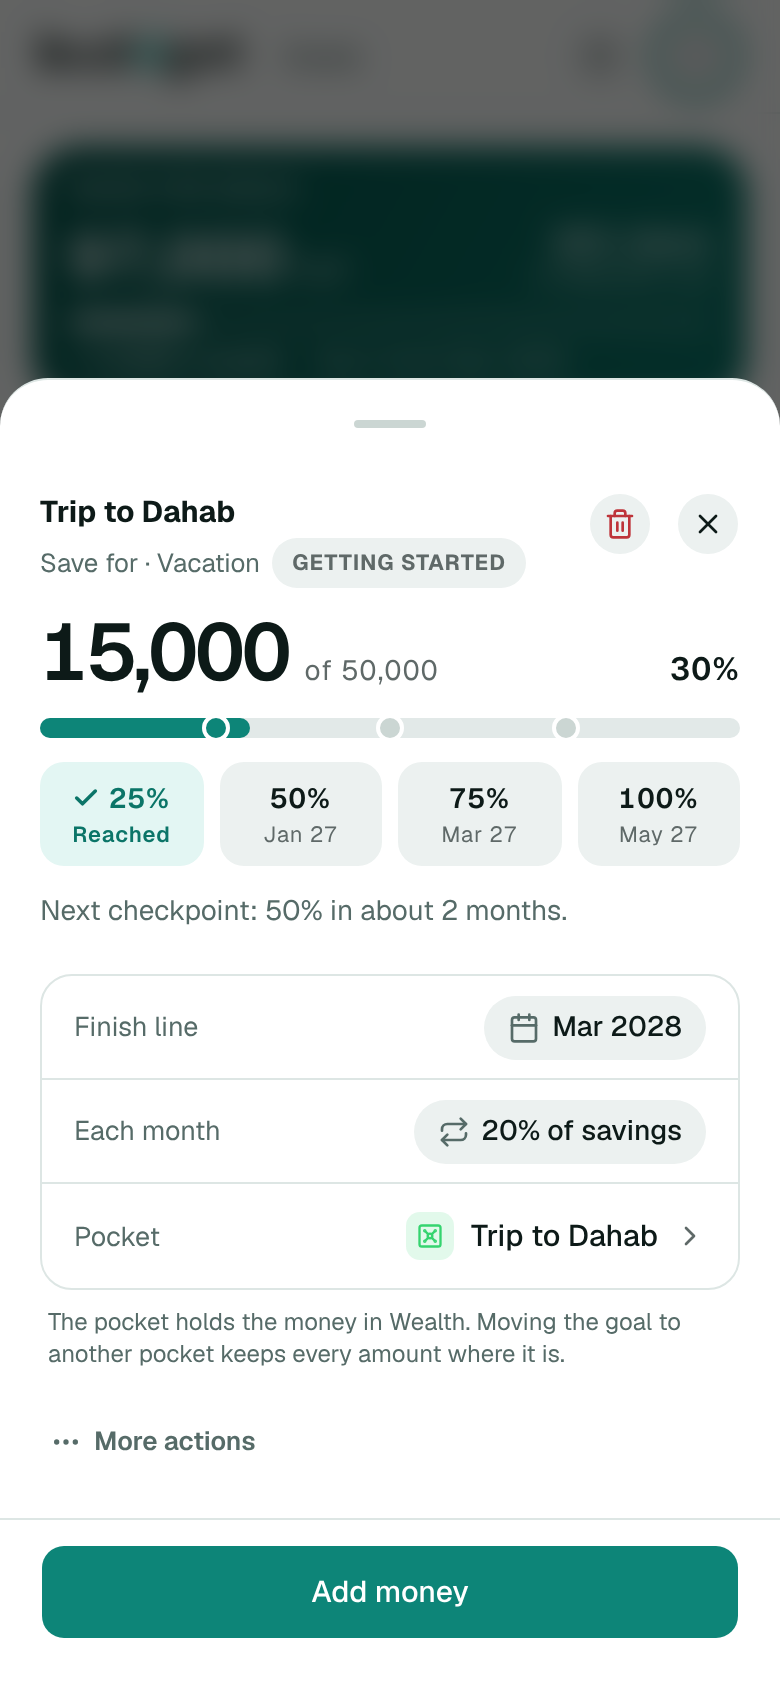 Trip to Dahab
Save for · Vacation GETTING STARTED
15,000 of 50,000 30%
25% 50% 75% 100%
Reached Jan 27 Mar 27 May 27
Next checkpoint: 50% in about 2 months.
Finish line Mar 2028
Each month 20% of savings
Pocket Trip to Dahab
The pocket holds the money in Wealth. Moving the goal to
another pocket keeps every amount where it is.
More actions
Add money